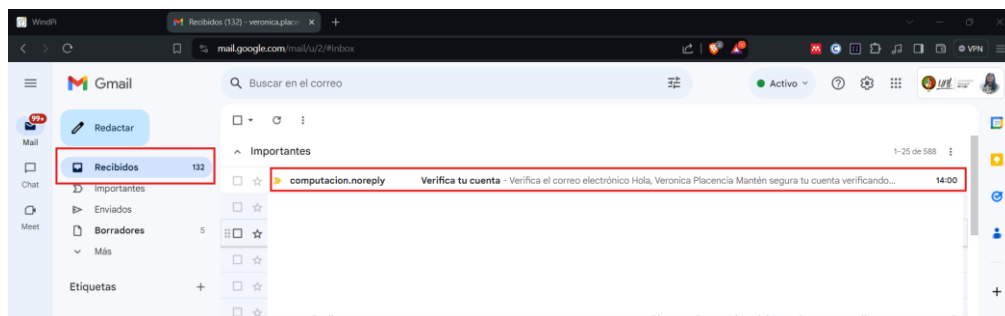 WindPi
Recibidos (132) - veronica.place
mail.google.com/mail/u/2/#inbox
VPN
Gmail
Buscar en el correo
Activo
unl
99+
Mail
Redactar
Importantes
1–25 de 588
Recibidos 132
computacion.noreply Verifica tu cuenta - Verifica el correo electrónico Hola, Veronica Placencia Mantén segura tu cuenta verificando... 14:00
Chat
Importantes
Enviados
Meet
Borradores 5
Más
Etiquetas